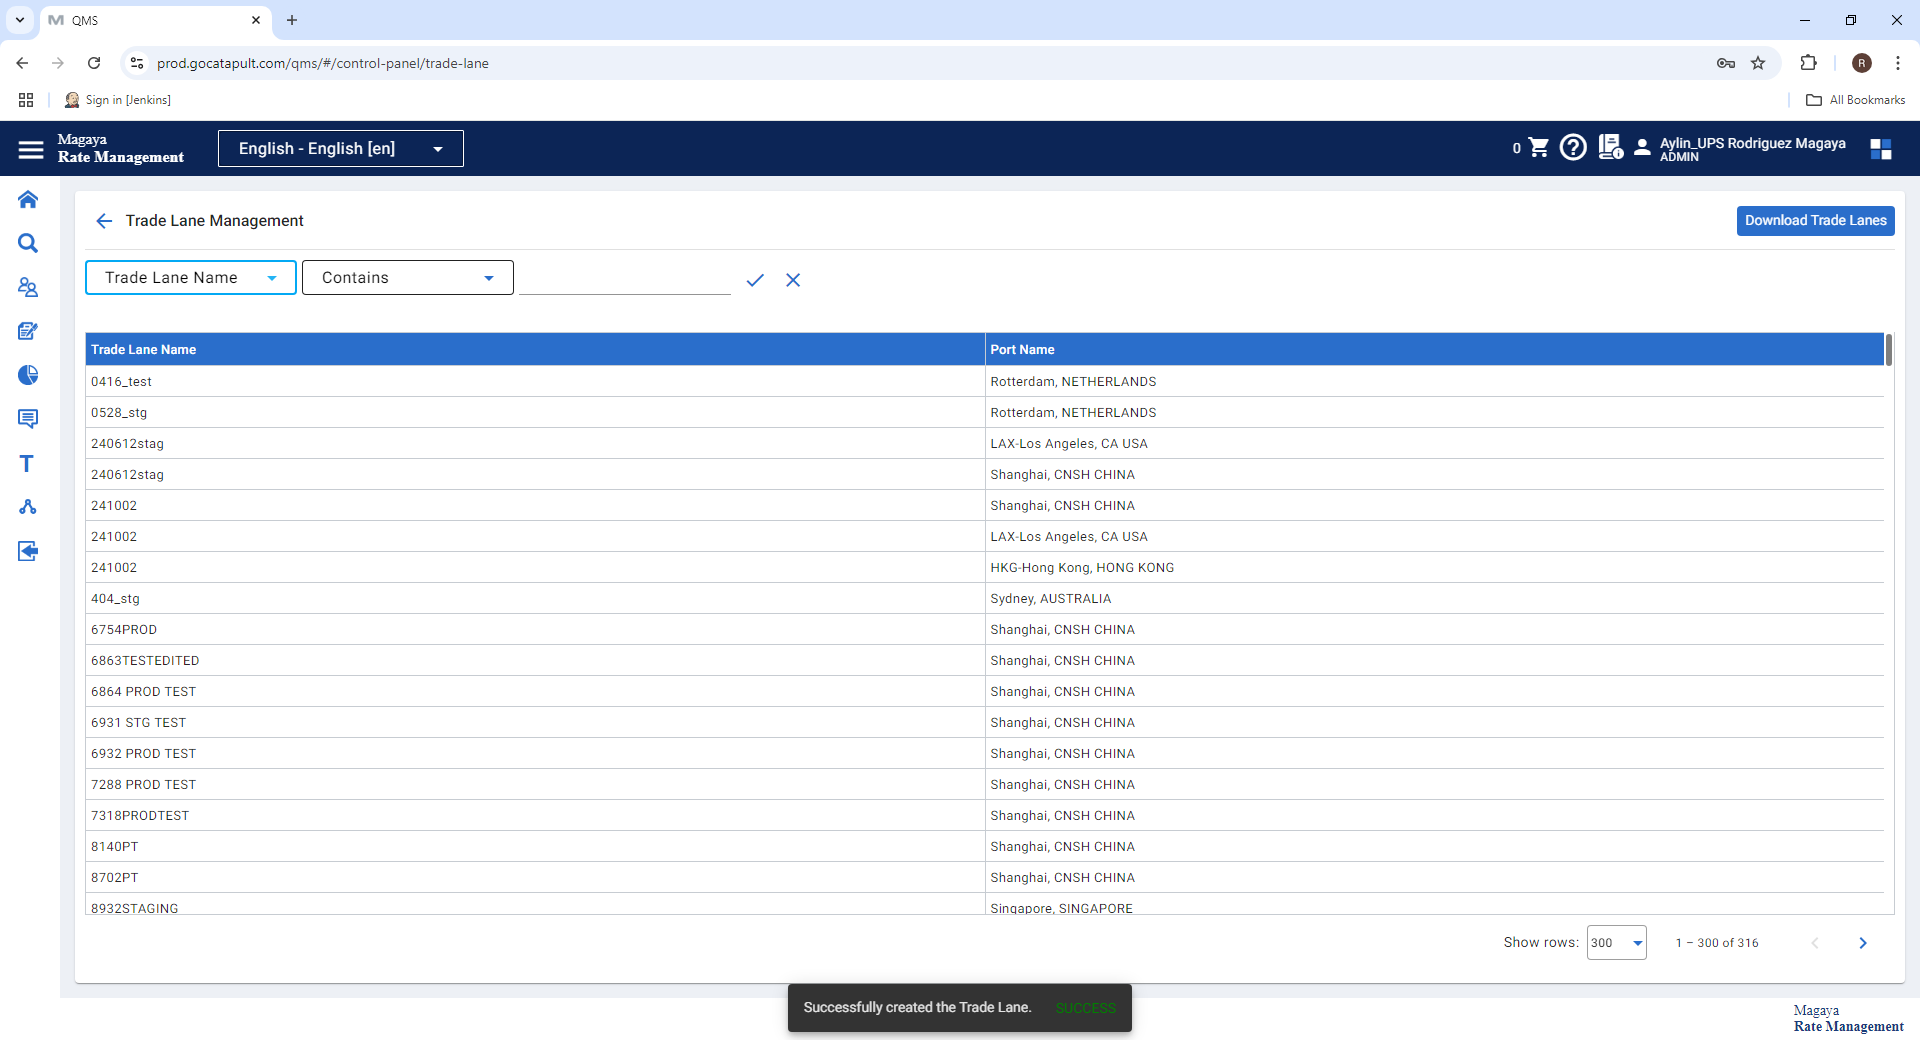 QMS
prod.gocatapult.com/qms/#/control-panel/trade-lane
R
Sign in [Jenkins]
All Bookmarks
Magaya
Rate Management
English - English [en]
0
Aylin_UPS Rodriguez Magaya
ADMIN
Trade Lane Management
Download Trade Lanes
Trade Lane Name
Contains
Trade Lane Name Port Name
0416_test Rotterdam, NETHERLANDS
0528_stg Rotterdam, NETHERLANDS
240612stag LAX-Los Angeles, CA USA
240612stag Shanghai, CNSH CHINA
241002 Shanghai, CNSH CHINA
241002 LAX-Los Angeles, CA USA
241002 HKG-Hong Kong, HONG KONG
404_stg Sydney, AUSTRALIA
6754PROD Shanghai, CNSH CHINA
6863TESTEDITED Shanghai, CNSH CHINA
6864 PROD TEST Shanghai, CNSH CHINA
6931 STG TEST Shanghai, CNSH CHINA
6932 PROD TEST Shanghai, CNSH CHINA
7288 PROD TEST Shanghai, CNSH CHINA
7318PRODTEST Shanghai, CNSH CHINA
8140PT Shanghai, CNSH CHINA
8702PT Shanghai, CNSH CHINA
8932STAGING Singapore, SINGAPORE
Show rows: 300 1 – 300 of 316
Successfully created the Trade Lane. SUCCESS
Magaya
Rate Management